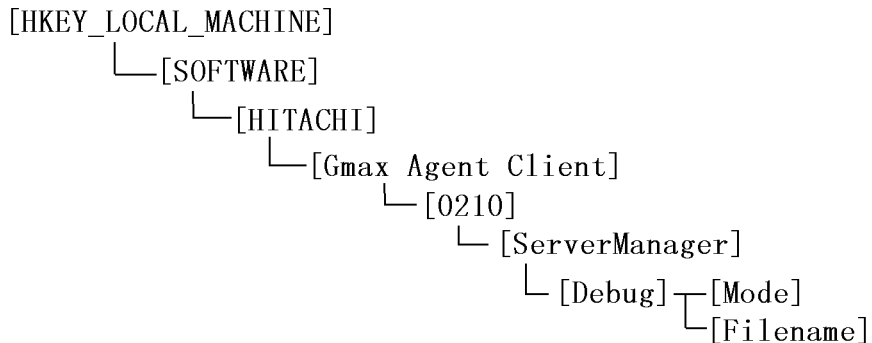 [HKEY_LOCAL_MACHINE]
[SOFTWARE]
[HITACHI]
[Gmax Agent Client]
[0210]
[ServerManager]
[Debug] [Mode]
[Filename]